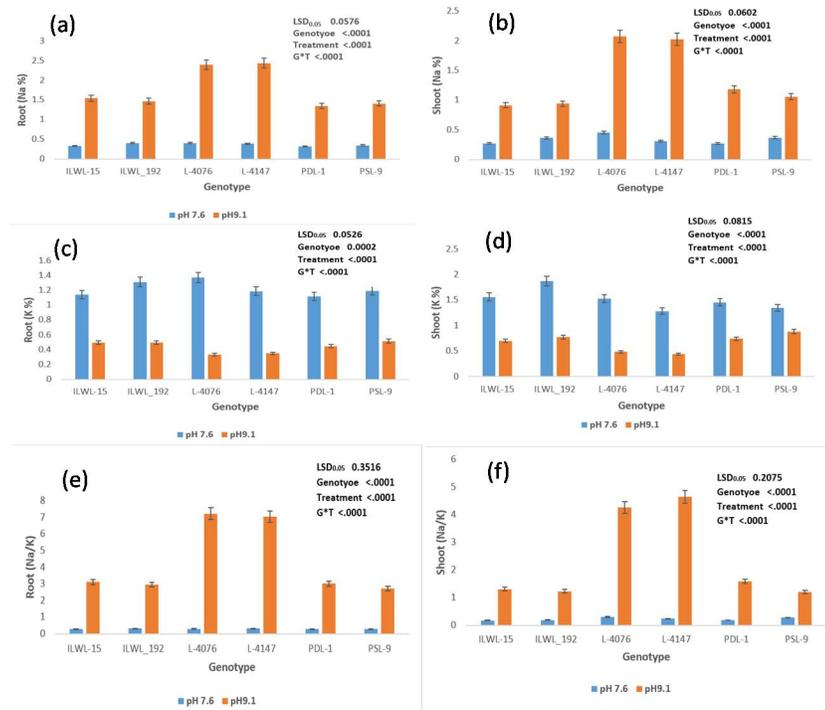 (a)
LSD0.05 0.0576
Genotyoe <.0001
Treatment <.0001
G*T <.0001
Root (Na %)
3
2.5
2
1.5
1
0.5
0
ILWL-15 ILWL_192 L-4076 L-4147 PDL-1 PSL-9
Genotype
pH 7.6 pH9.1
(b)
LSD0.05 0.0602
Genotyoe <.0001
Treatment <.0001
G*T <.0001
Shoot (Na %)
2.5
2
1.5
1
0.5
0
ILWL-15 ILWL_192 L-4076 L-4147 PDL-1 PSL-9
Genotype
pH 7.6 pH9.1
(c)
LSD0.05 0.0526
Genotyoe 0.0002
Treatment <.0001
G*T <.0001
Root (K %)
1.6
1.4
1.2
1
0.8
0.6
0.4
0.2
0
ILWL-15 ILWL_192 L-4076 L-4147 PDL-1 PSL-9
Genotype
pH 7.6 pH9.1
(d)
LSD0.05 0.0815
Genotyoe <.0001
Treatment <.0001
G*T <.0001
Shoot (K %)
2.5
2
1.5
1
0.5
0
ILWL-15 ILWL_192 L-4076 L-4147 PDL-1 PSL-9
Genotype
pH 7.6 pH9.1
(e)
LSD0.05 0.3516
Genotyoe <.0001
Treatment <.0001
G*T <.0001
Root (Na/K)
8
7
6
5
4
3
2
1
0
ILWL-15 ILWL_192 L-4076 L-4147 PDL-1 PSL-9
Genotype
pH 7.6 pH9.1
(f)
LSD0.05 0.2075
Genotyoe <.0001
Treatment <.0001
G*T <.0001
Shoot (Na/K)
6
5
4
3
2
1
0
ILWL-15 ILWL_192 L-4076 L-4147 PDL-1 PSL-9
Genotype
pH 7.6 pH9.1